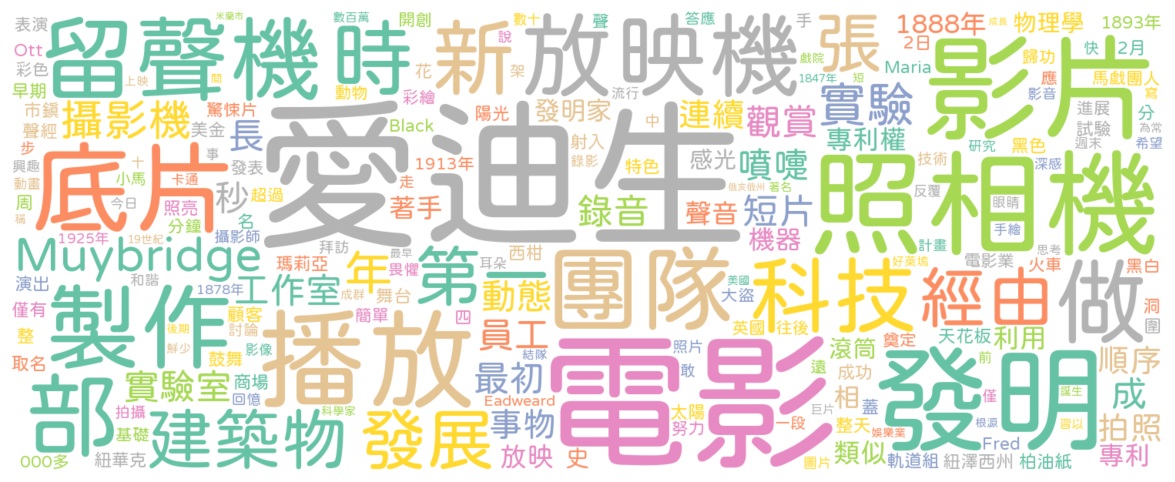 表演 米蘭市 數百萬 開創 數十 聲 答應 手 1888年 成長 物理學 1893年
留聲機 時 新 放映機 張 影片
Ott 彩色 早期 上映 說 架 戲院 2日 歸功 快 2月
花 流行 1847年 短 Maria 應 馬戲團人
市鎮 攝影機 驚悚片 動物 彩繪 陽光 發明家 中 連續 觀賞 實驗 影音 寫
聲經 步 美金 長 Black 射入 錄影 專利權 黑色 進展 試驗 分 為常
興趣 十 事 發表 1913年 特色 感光 噴嚏 技術 研究 週末 希望
底片 愛迪生 照相機
動畫 小馬 卡通 超過 走 俄亥俄州 著名 反覆 深感
周 今日 照亮 秒 著手 錄音 聲音 短片 眼睛
稱 分鐘 名 機器 手繪
1925年 19世紀 攝影師 拜訪 最早 西柑 計畫
Muybridge 和諧 瑪莉亞 年 畏懼 第一 耳朵 團隊 美國 科技 好萊塢 電影業 思考 火車 黑白
演出 1878年 工作室 成群 舞台 動態 大盜 經由 做 洞
僅有 製作 顧客 簡單 四 員工 英國 往後 圍
整 後期 討論 播放 天花板 利用
取名 鮮少 影像 鼓舞 結隊 電影 照片 遠 滾筒 奠定 前 發明 順序
部 實驗室 商場 最初 敢 成功 僅 誕生 成
拍攝 回憶 Eadweard 太陽 巨片 一段 相 蓋 根源 拍照
基礎 建築物 科學家 發展 事物 努力 娛樂業 習以
000多 紐華克 放映 史 整天 類似 Fred 專利
圖片 軌道組 紐澤西州 柏油紙